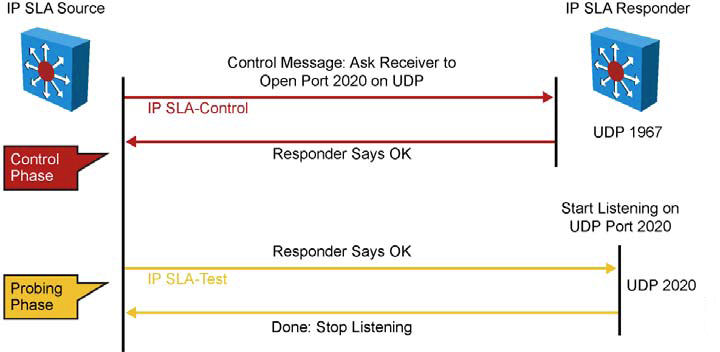 IP SLA Source
IP SLA Responder
Control Message: Ask Receiver to
Open Port 2020 on UDP
IP SLA-Control
UDP 1967
Responder Says OK
Control
Phase
Start Listening on
UDP Port 2020
Responder Says OK
IP SLA-Test
Probing
Phase
UDP 2020
Done: Stop Listening